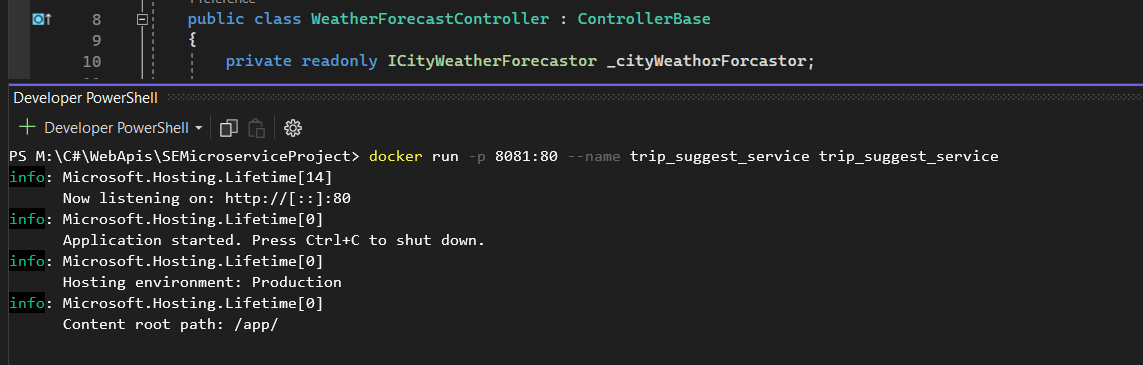 8 public class WeatherForecastController : ControllerBase
9 {
10 private readonly ICityWeatherForecastor _cityWeathorForcastor;
Developer PowerShell
Developer PowerShell
PS M:\C#\WebApis\SEMicroserviceProject> docker run -p 8081:80 --name trip_suggest_service trip_suggest_service
info: Microsoft.Hosting.Lifetime[14]
Now listening on: http://[::]:80
info: Microsoft.Hosting.Lifetime[0]
Application started. Press Ctrl+C to shut down.
info: Microsoft.Hosting.Lifetime[0]
Hosting environment: Production
info: Microsoft.Hosting.Lifetime[0]
Content root path: /app/